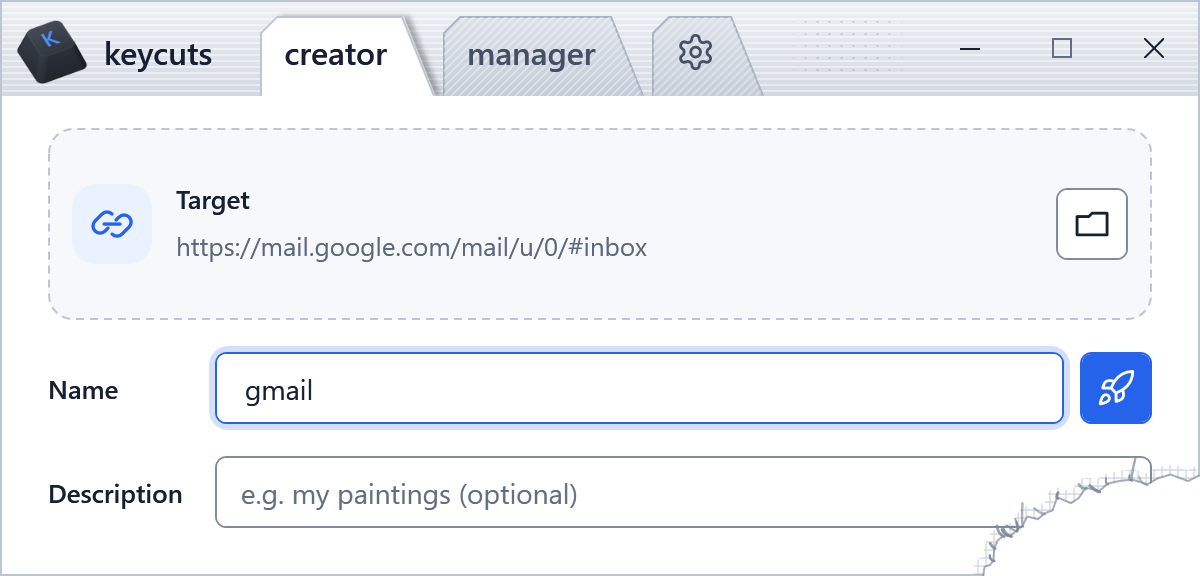 K
keycuts
creator
manager
Target
https://mail.google.com/mail/u/0/#inbox
Name
gmail
Description
e.g. my paintings (optional)